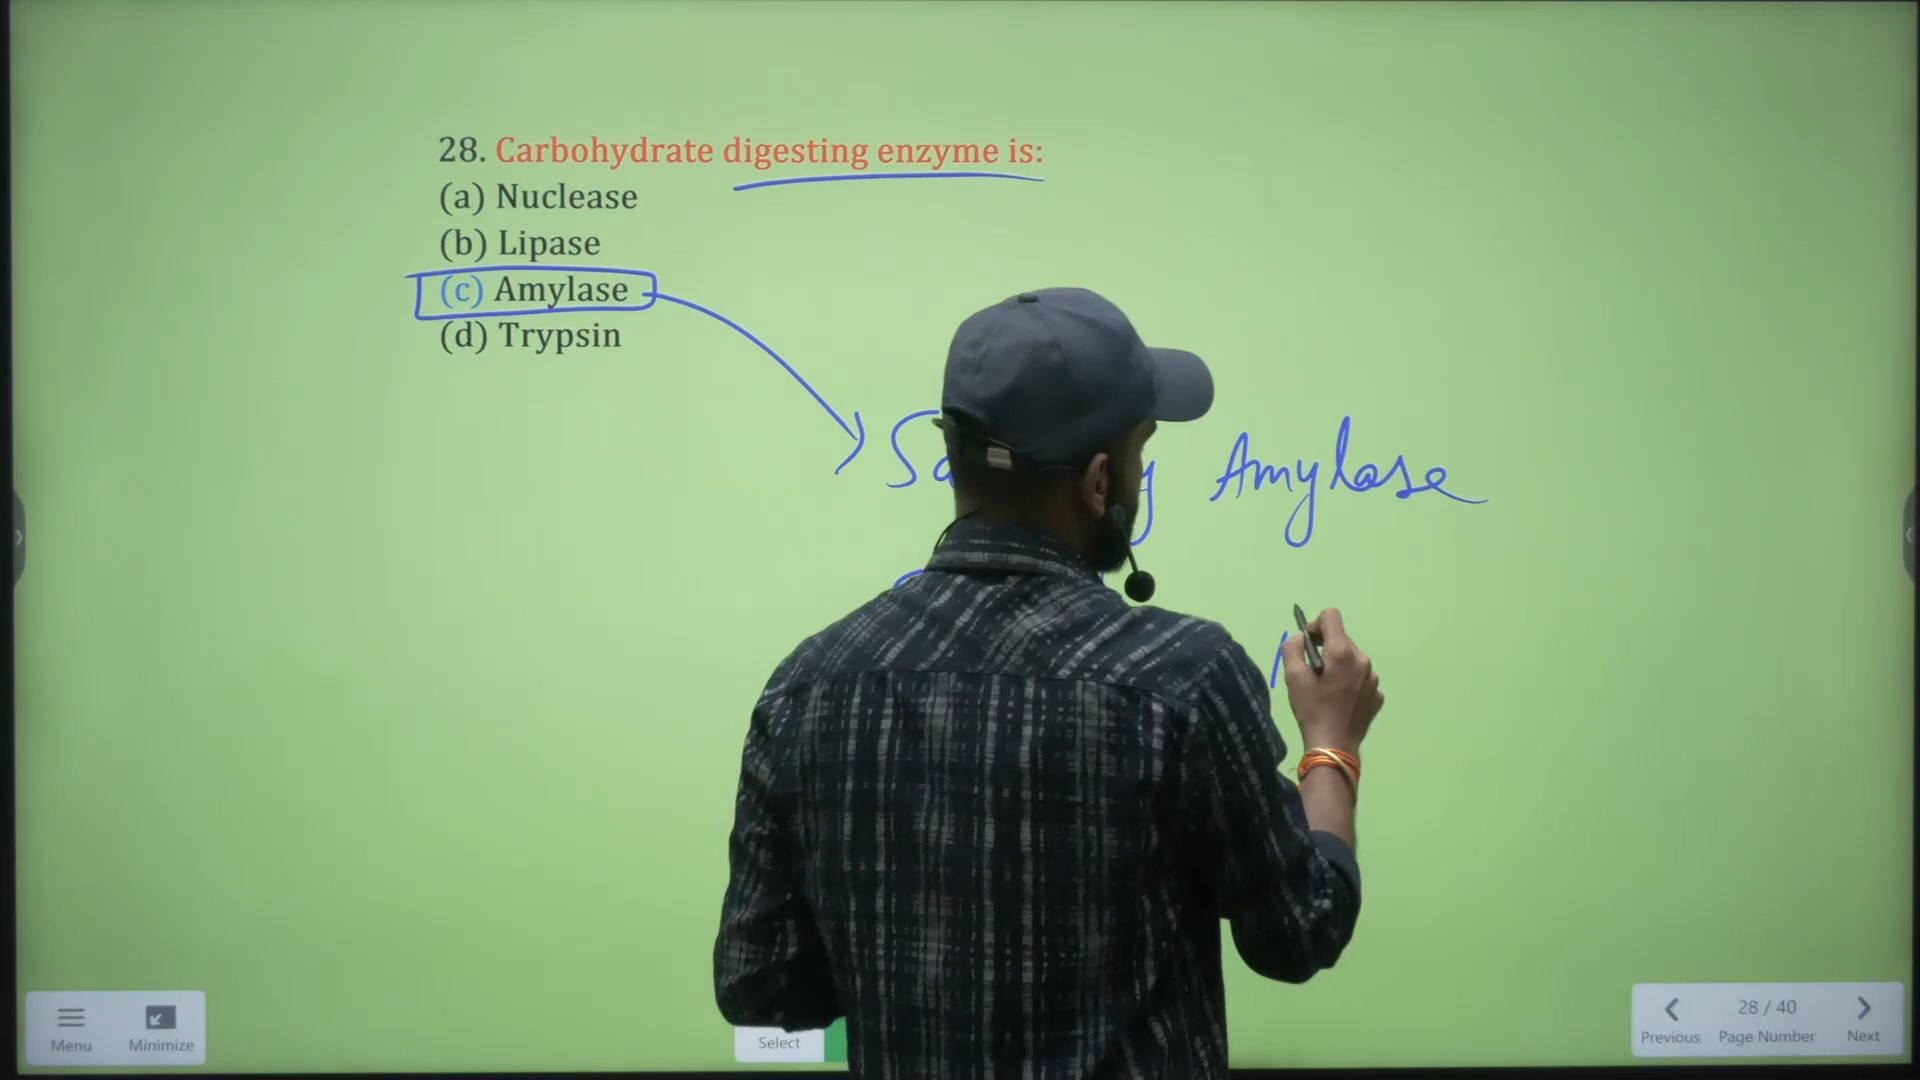 28. Carbohydrate digesting enzyme is:
(a) Nuclease
(b) Lipase
(c) Amylase
(d) Trypsin
Amylase
Menu
Minimize
Select
28 / 40
Previous
Page Number
Next